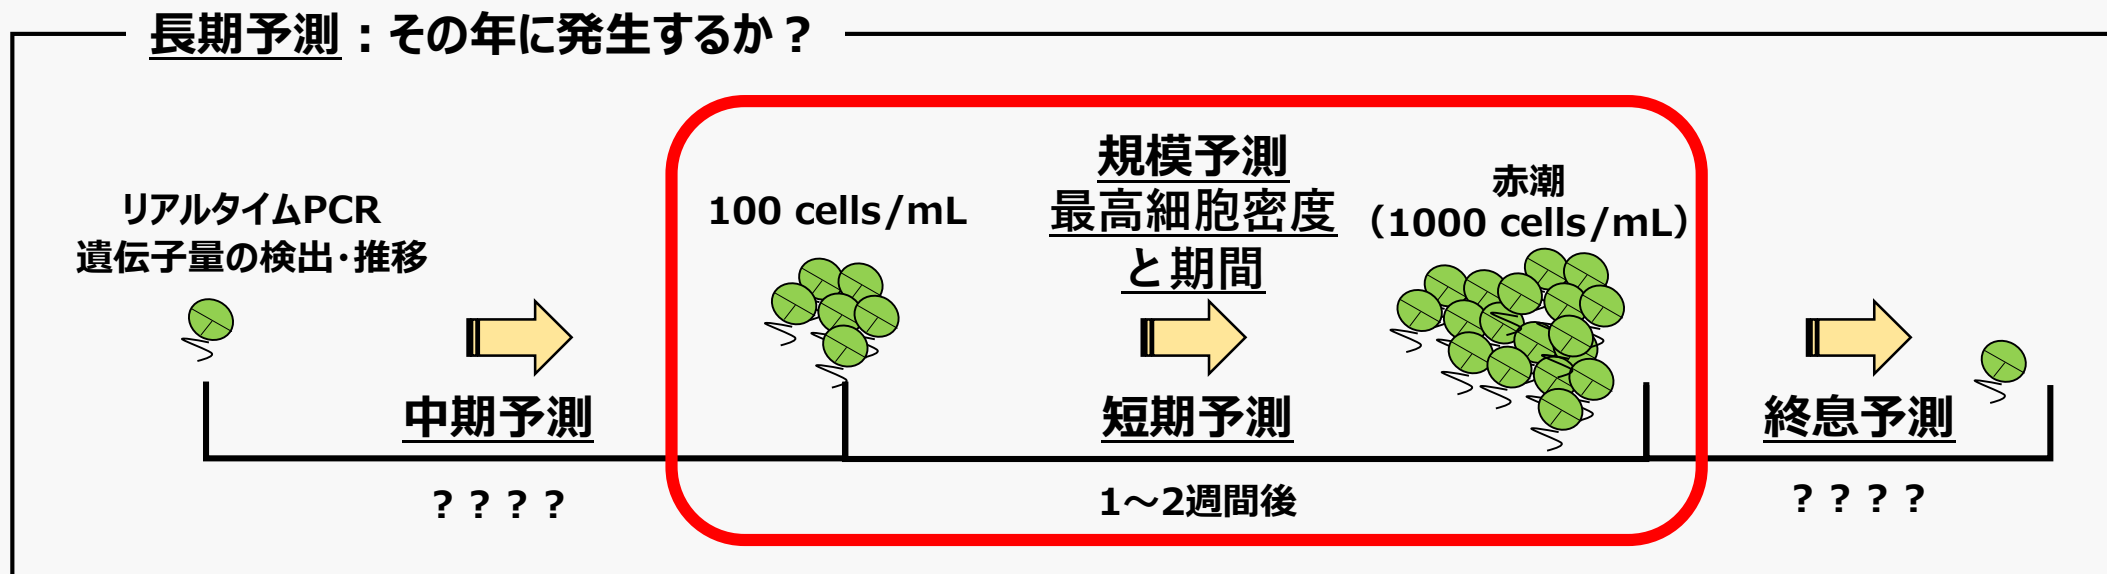 長期予測：その年に発生するか？
リアルタイムPCR
遺伝子量の検出･推移
中期予測
？？？？
100 cells/mL
規模予測
最高細胞密度
と期間
短期予測
1～2週間後
赤潮
（1000 cells/mL）
終息予測
？？？？